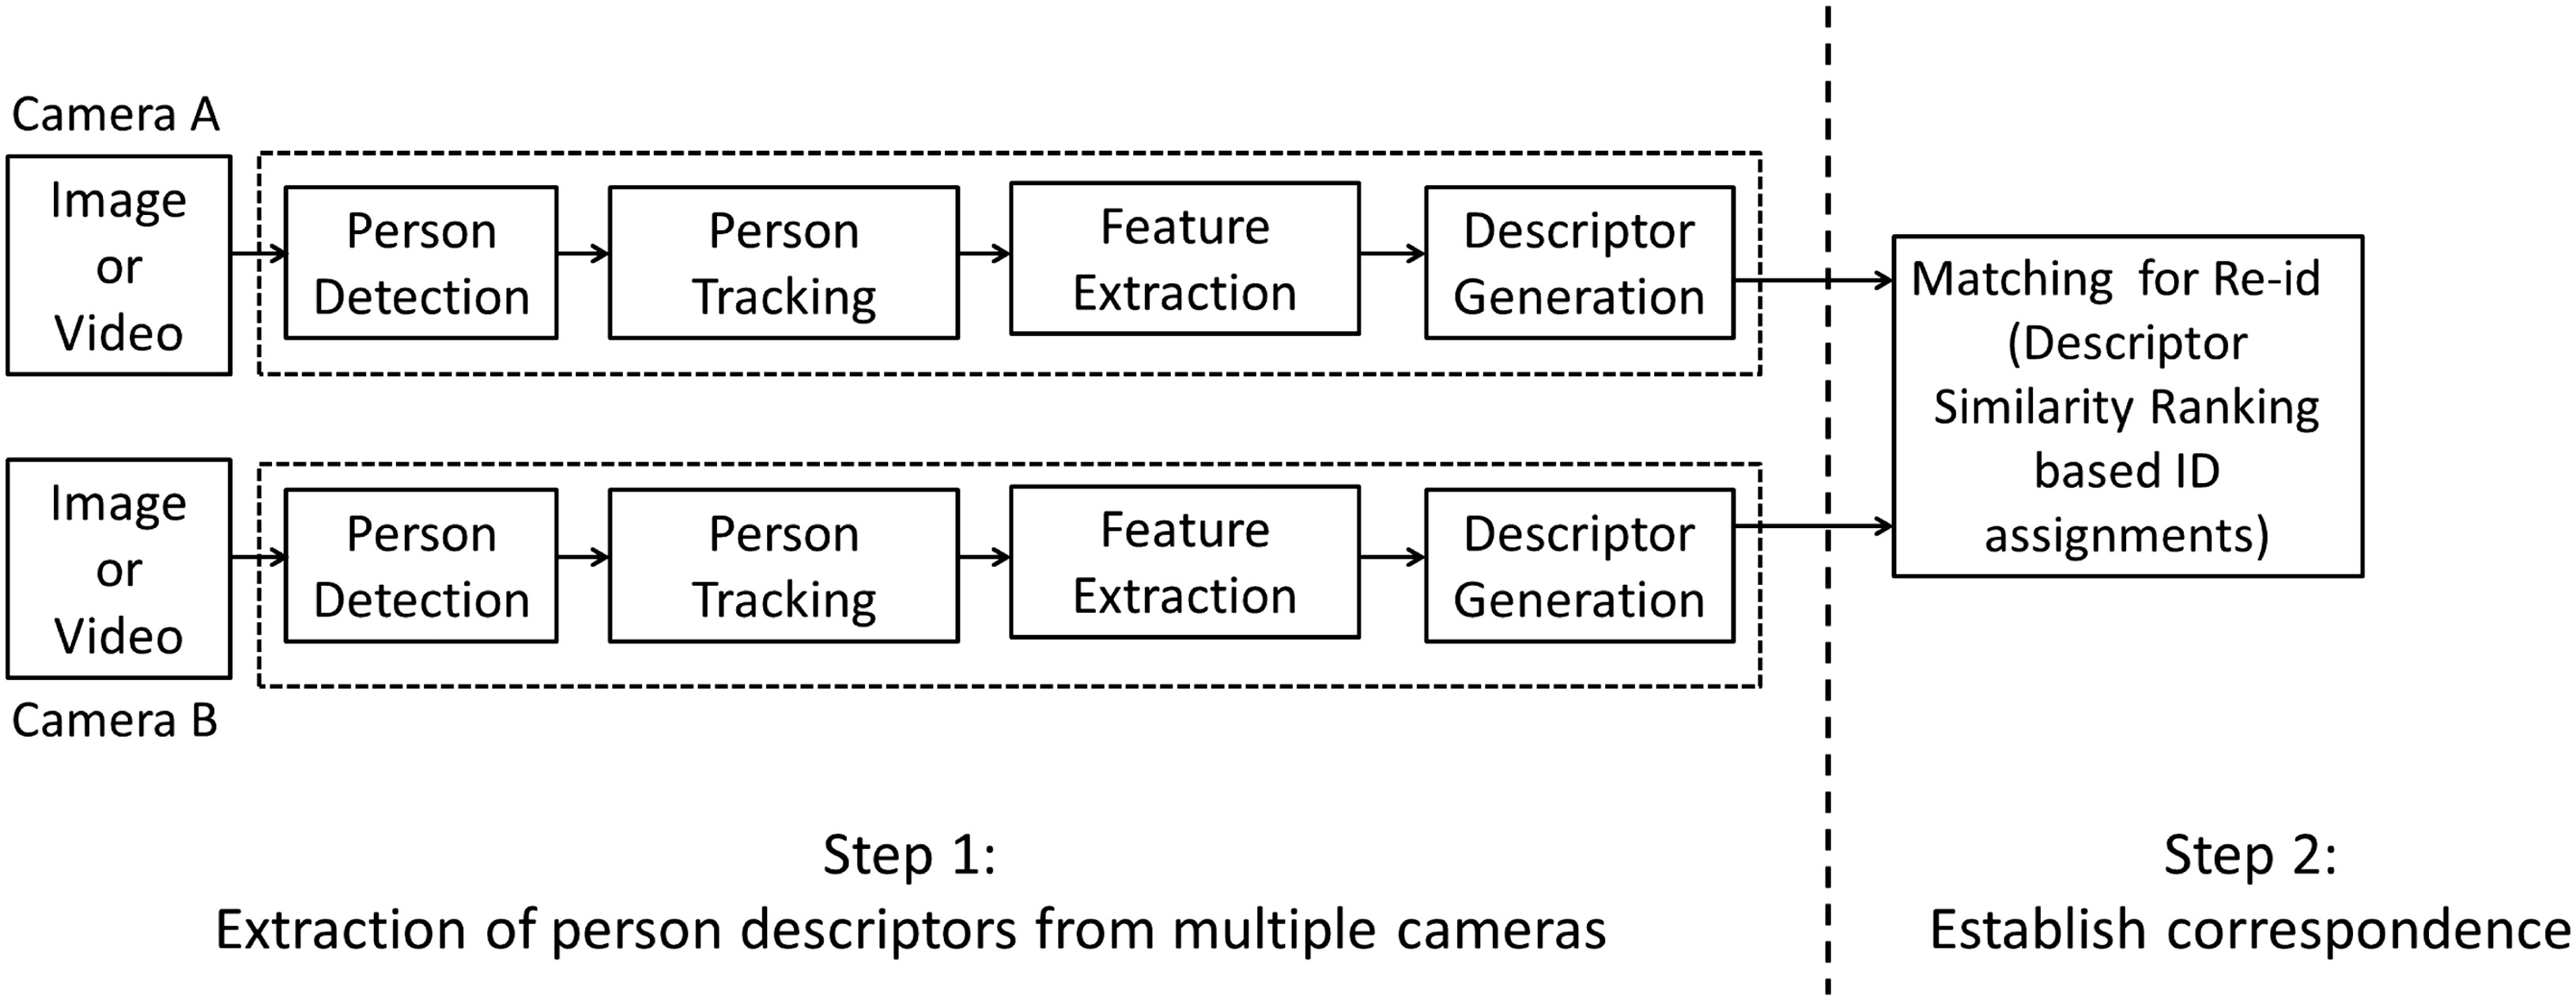 Camera A
Image
or
Video
Person
Detection
Person
Tracking
Feature
Extraction
Descriptor
Generation
Matching for Re-id
(Descriptor
Similarity Ranking
based ID
assignments)
Image
or
Video
Camera B
Person
Detection
Person
Tracking
Feature
Extraction
Descriptor
Generation
Step 1:
Extraction of person descriptors from multiple cameras
Step 2:
Establish correspondence